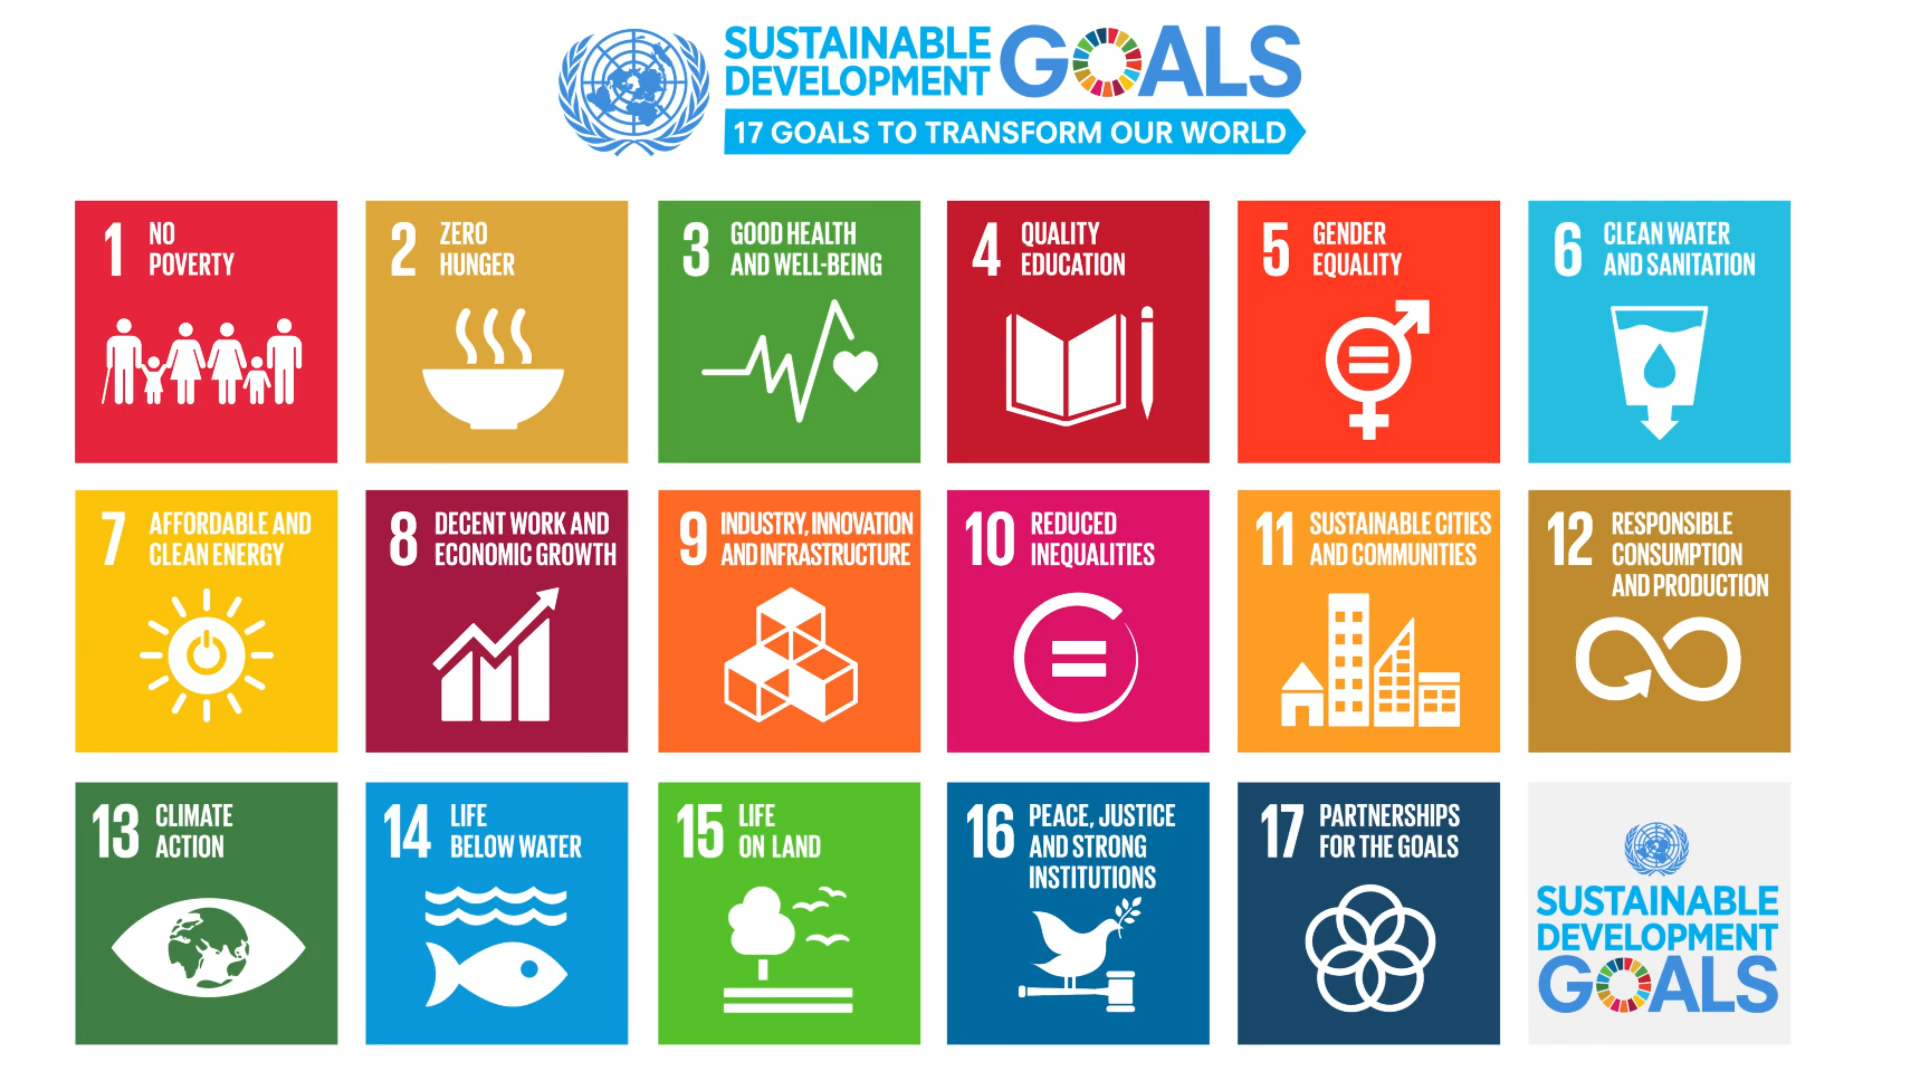 SUSTAINABLE
DEVELOPMENT
GOALS
17 GOALS TO TRANSFORM OUR WORLD
1 NO
POVERTY
2 ZERO
HUNGER
3 GOOD HEALTH
AND WELL-BEING
4 QUALITY
EDUCATION
5 GENDER
EQUALITY
6 CLEAN WATER
AND SANITATION
7 AFFORDABLE AND
CLEAN ENERGY
8 DECENT WORK AND
ECONOMIC GROWTH
9 INDUSTRY, INNOVATION
AND INFRASTRUCTURE
10 REDUCED
INEQUALITIES
11 SUSTAINABLE CITIES
AND COMMUNITIES
12 RESPONSIBLE
CONSUMPTION
AND PRODUCTION
13 CLIMATE
ACTION
14 LIFE
BELOW WATER
15 LIFE
ON LAND
16 PEACE, JUSTICE
AND STRONG
INSTITUTIONS
17 PARTNERSHIPS
FOR THE GOALS
SUSTAINABLE
DEVELOPMENT
GOALS